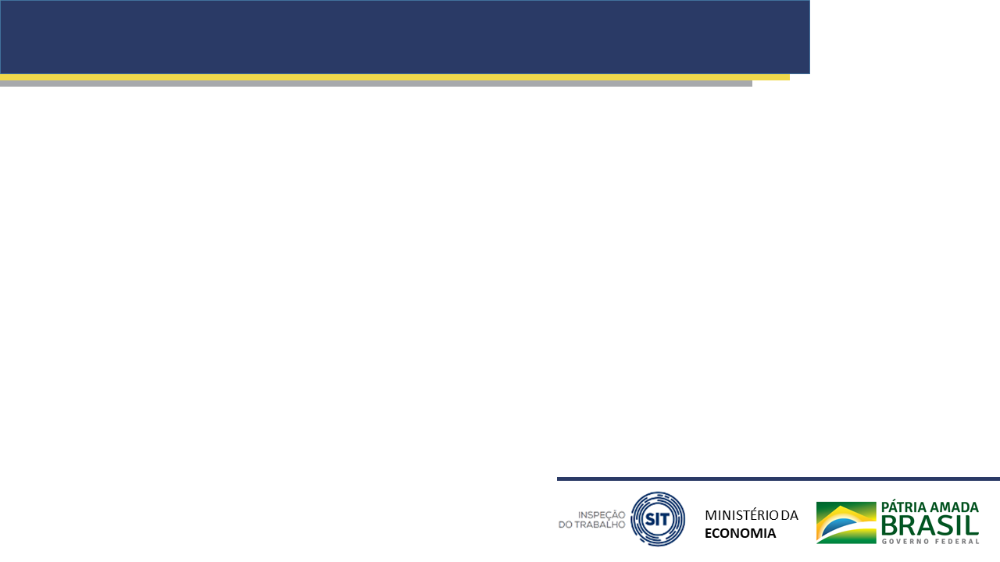 INSPEÇÃO
DO TRABALHO
SIT
MINISTÉRIO DA
ECONOMIA
PÁTRIA AMADA
BRASIL
GOVERNO FEDERAL